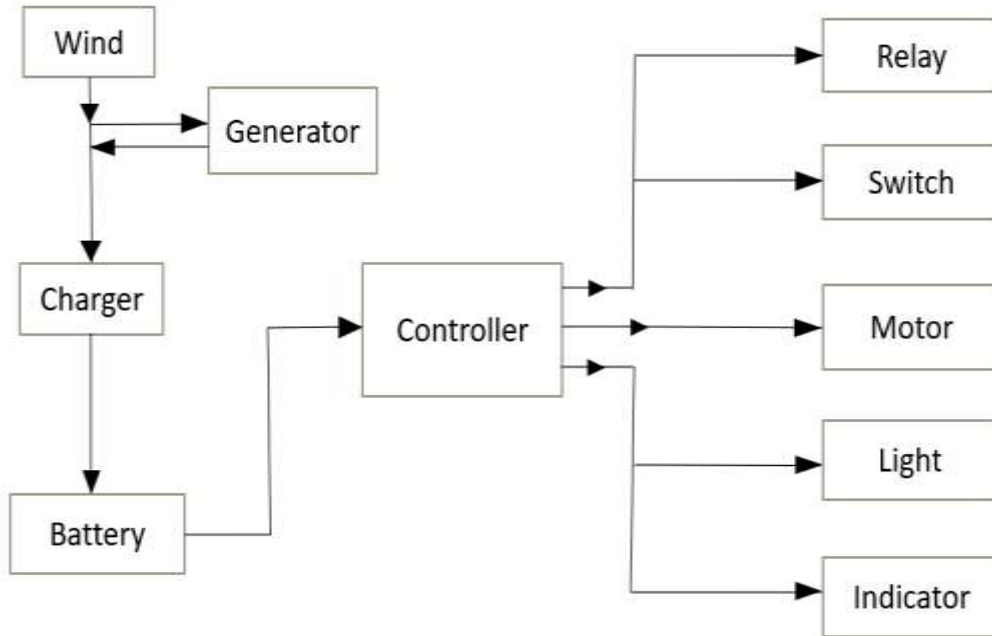 Wind
Generator
Charger
Battery
Controller
Relay
Switch
Motor
Light
Indicator